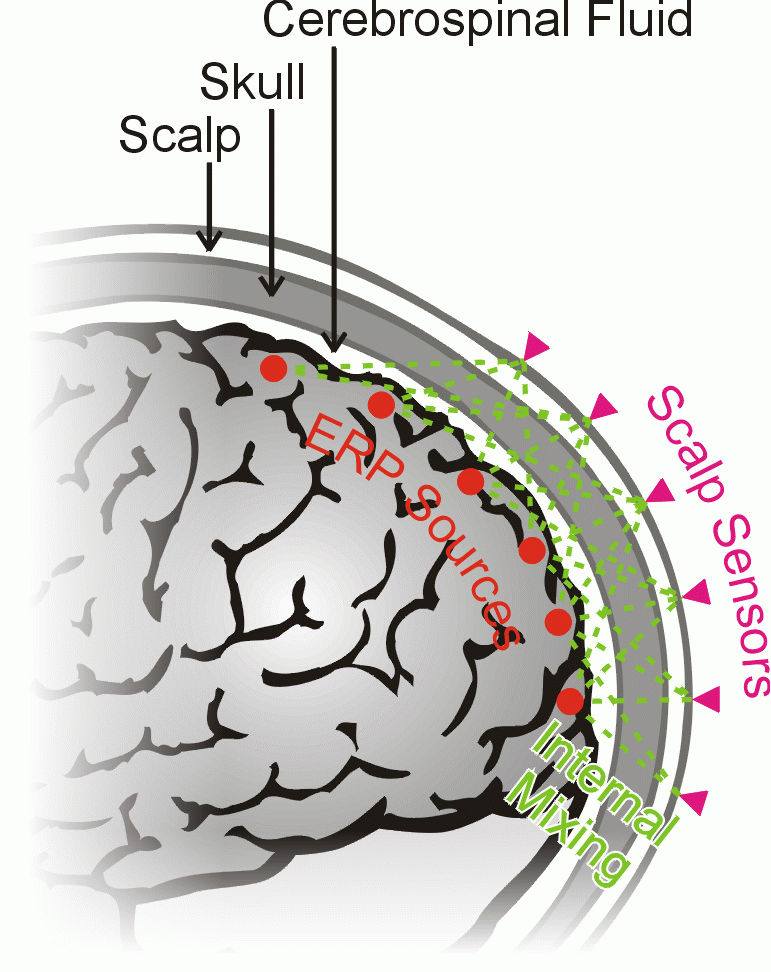 Cerebrospinal Fluid
Skull
Scalp
ERP Sources
Scalp Sensors
Internal
Mixing